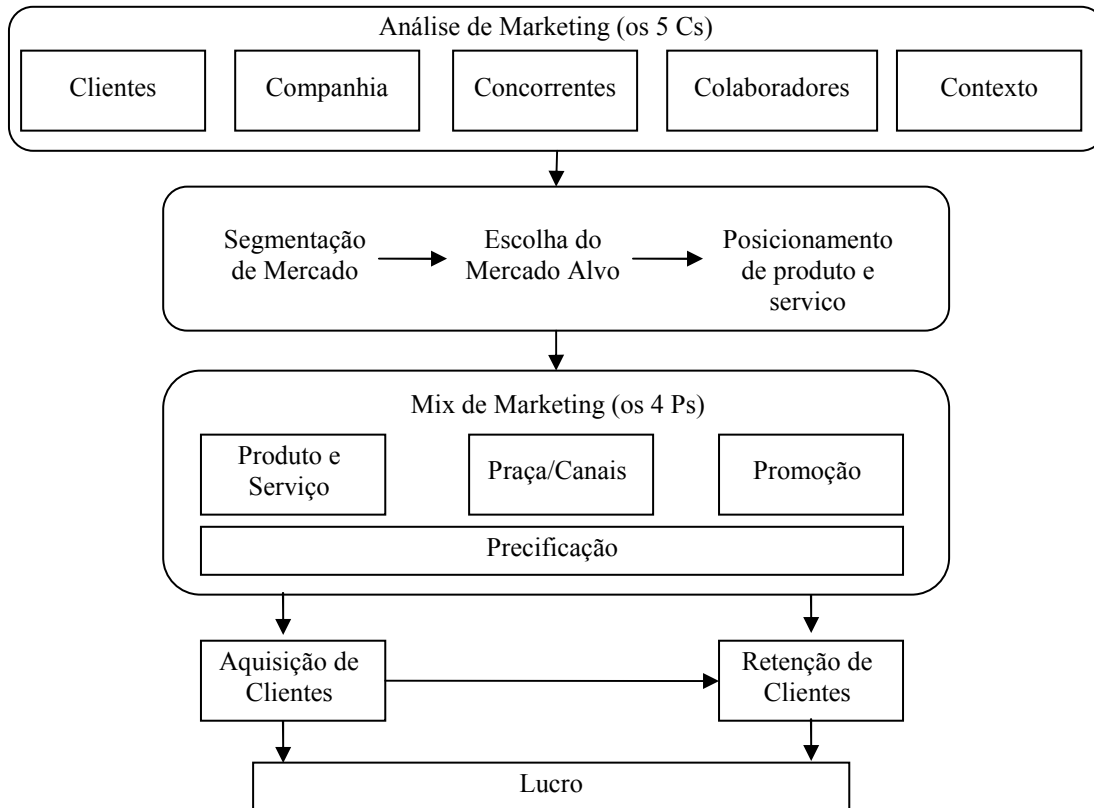 Análise de Marketing (os 5 Cs)
Clientes
Companhia
Concorrentes
Colaboradores
Contexto
Segmentação
de Mercado
Escolha do
Mercado Alvo
Posicionamento
de produto e
servico
Mix de Marketing (os 4 Ps)
Produto e
Serviço
Praça/Canais
Promoção
Precificação
Aquisição de
Clientes
Retenção de
Clientes
Lucro